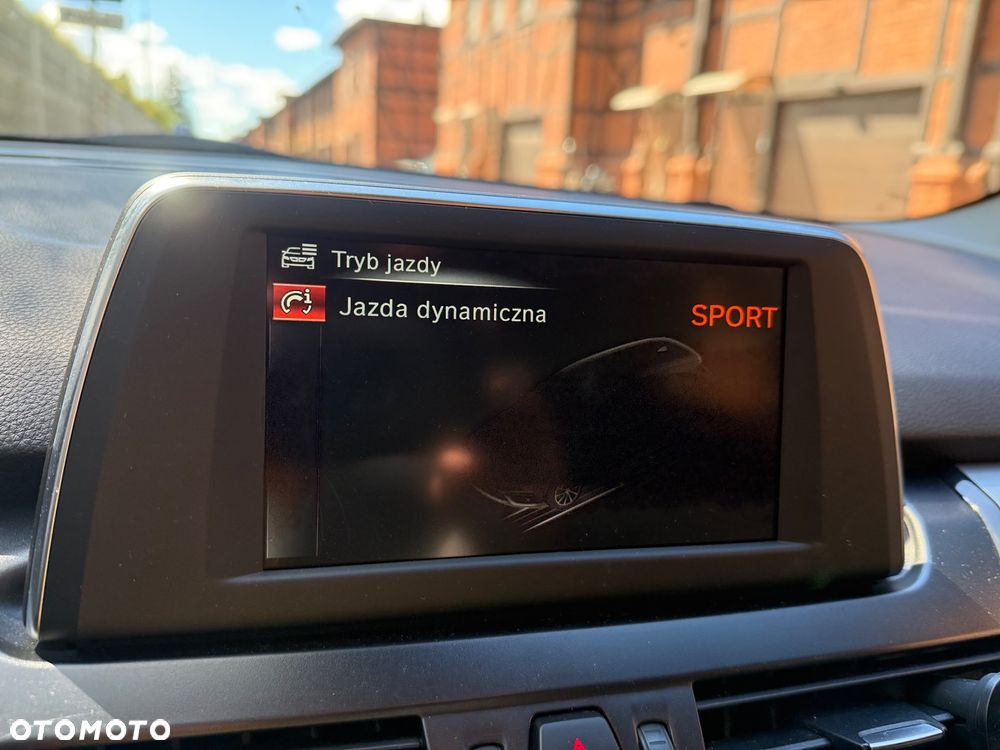 Tryb jazdy
Jazda dynamiczna
SPORT
OTOMOTO